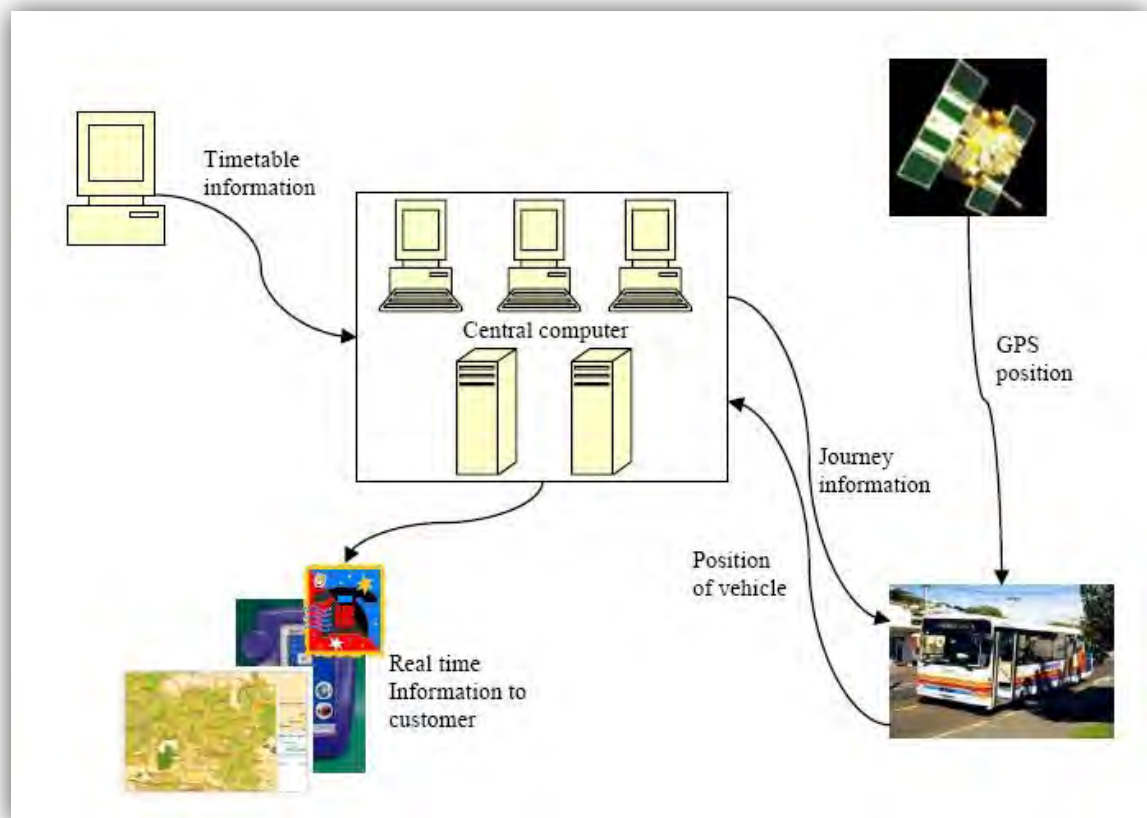 Timetable
information
Central computer
GPS
position
Journey
information
Position
of vehicle
Real time
Information to
customer